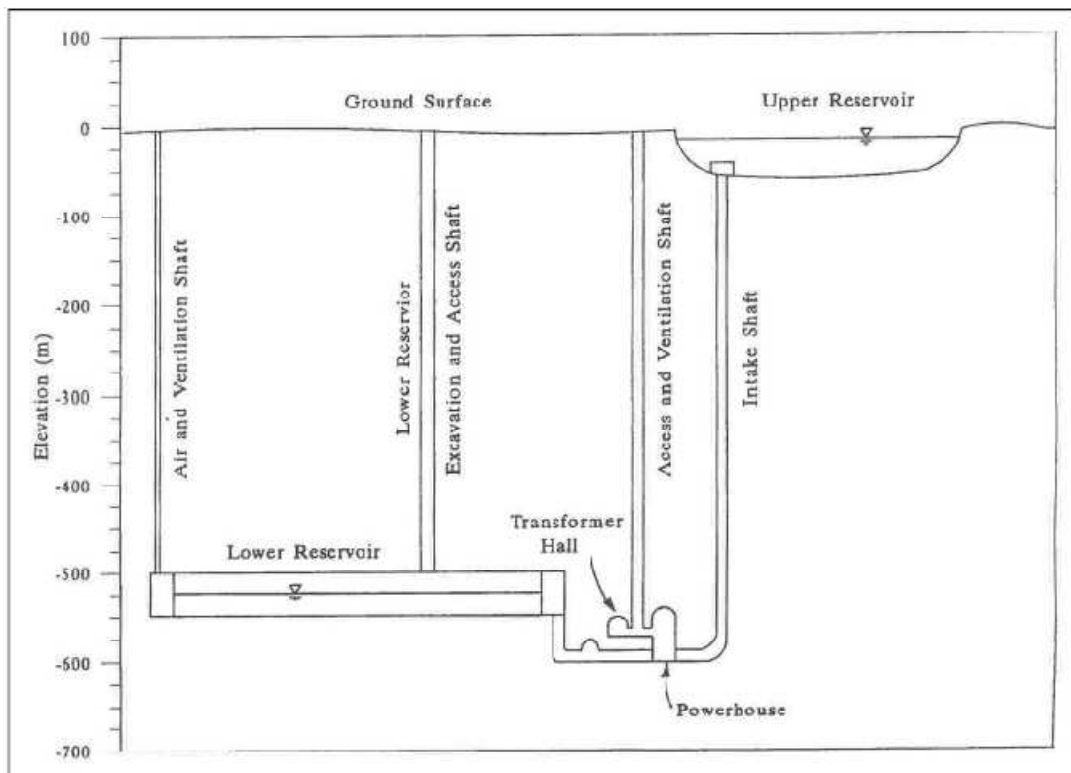 100
0
-100
-200
-300
-400
-500
-600
-700
Elevation (m)
Ground Surface
Upper Reservoir
Air and Ventilation Shaft
Lower Reservior
Excavation and Access Shaft
Access and Ventilation Shaft
Intake Shaft
Lower Reservoir
Transformer
Hall
Powerhouse